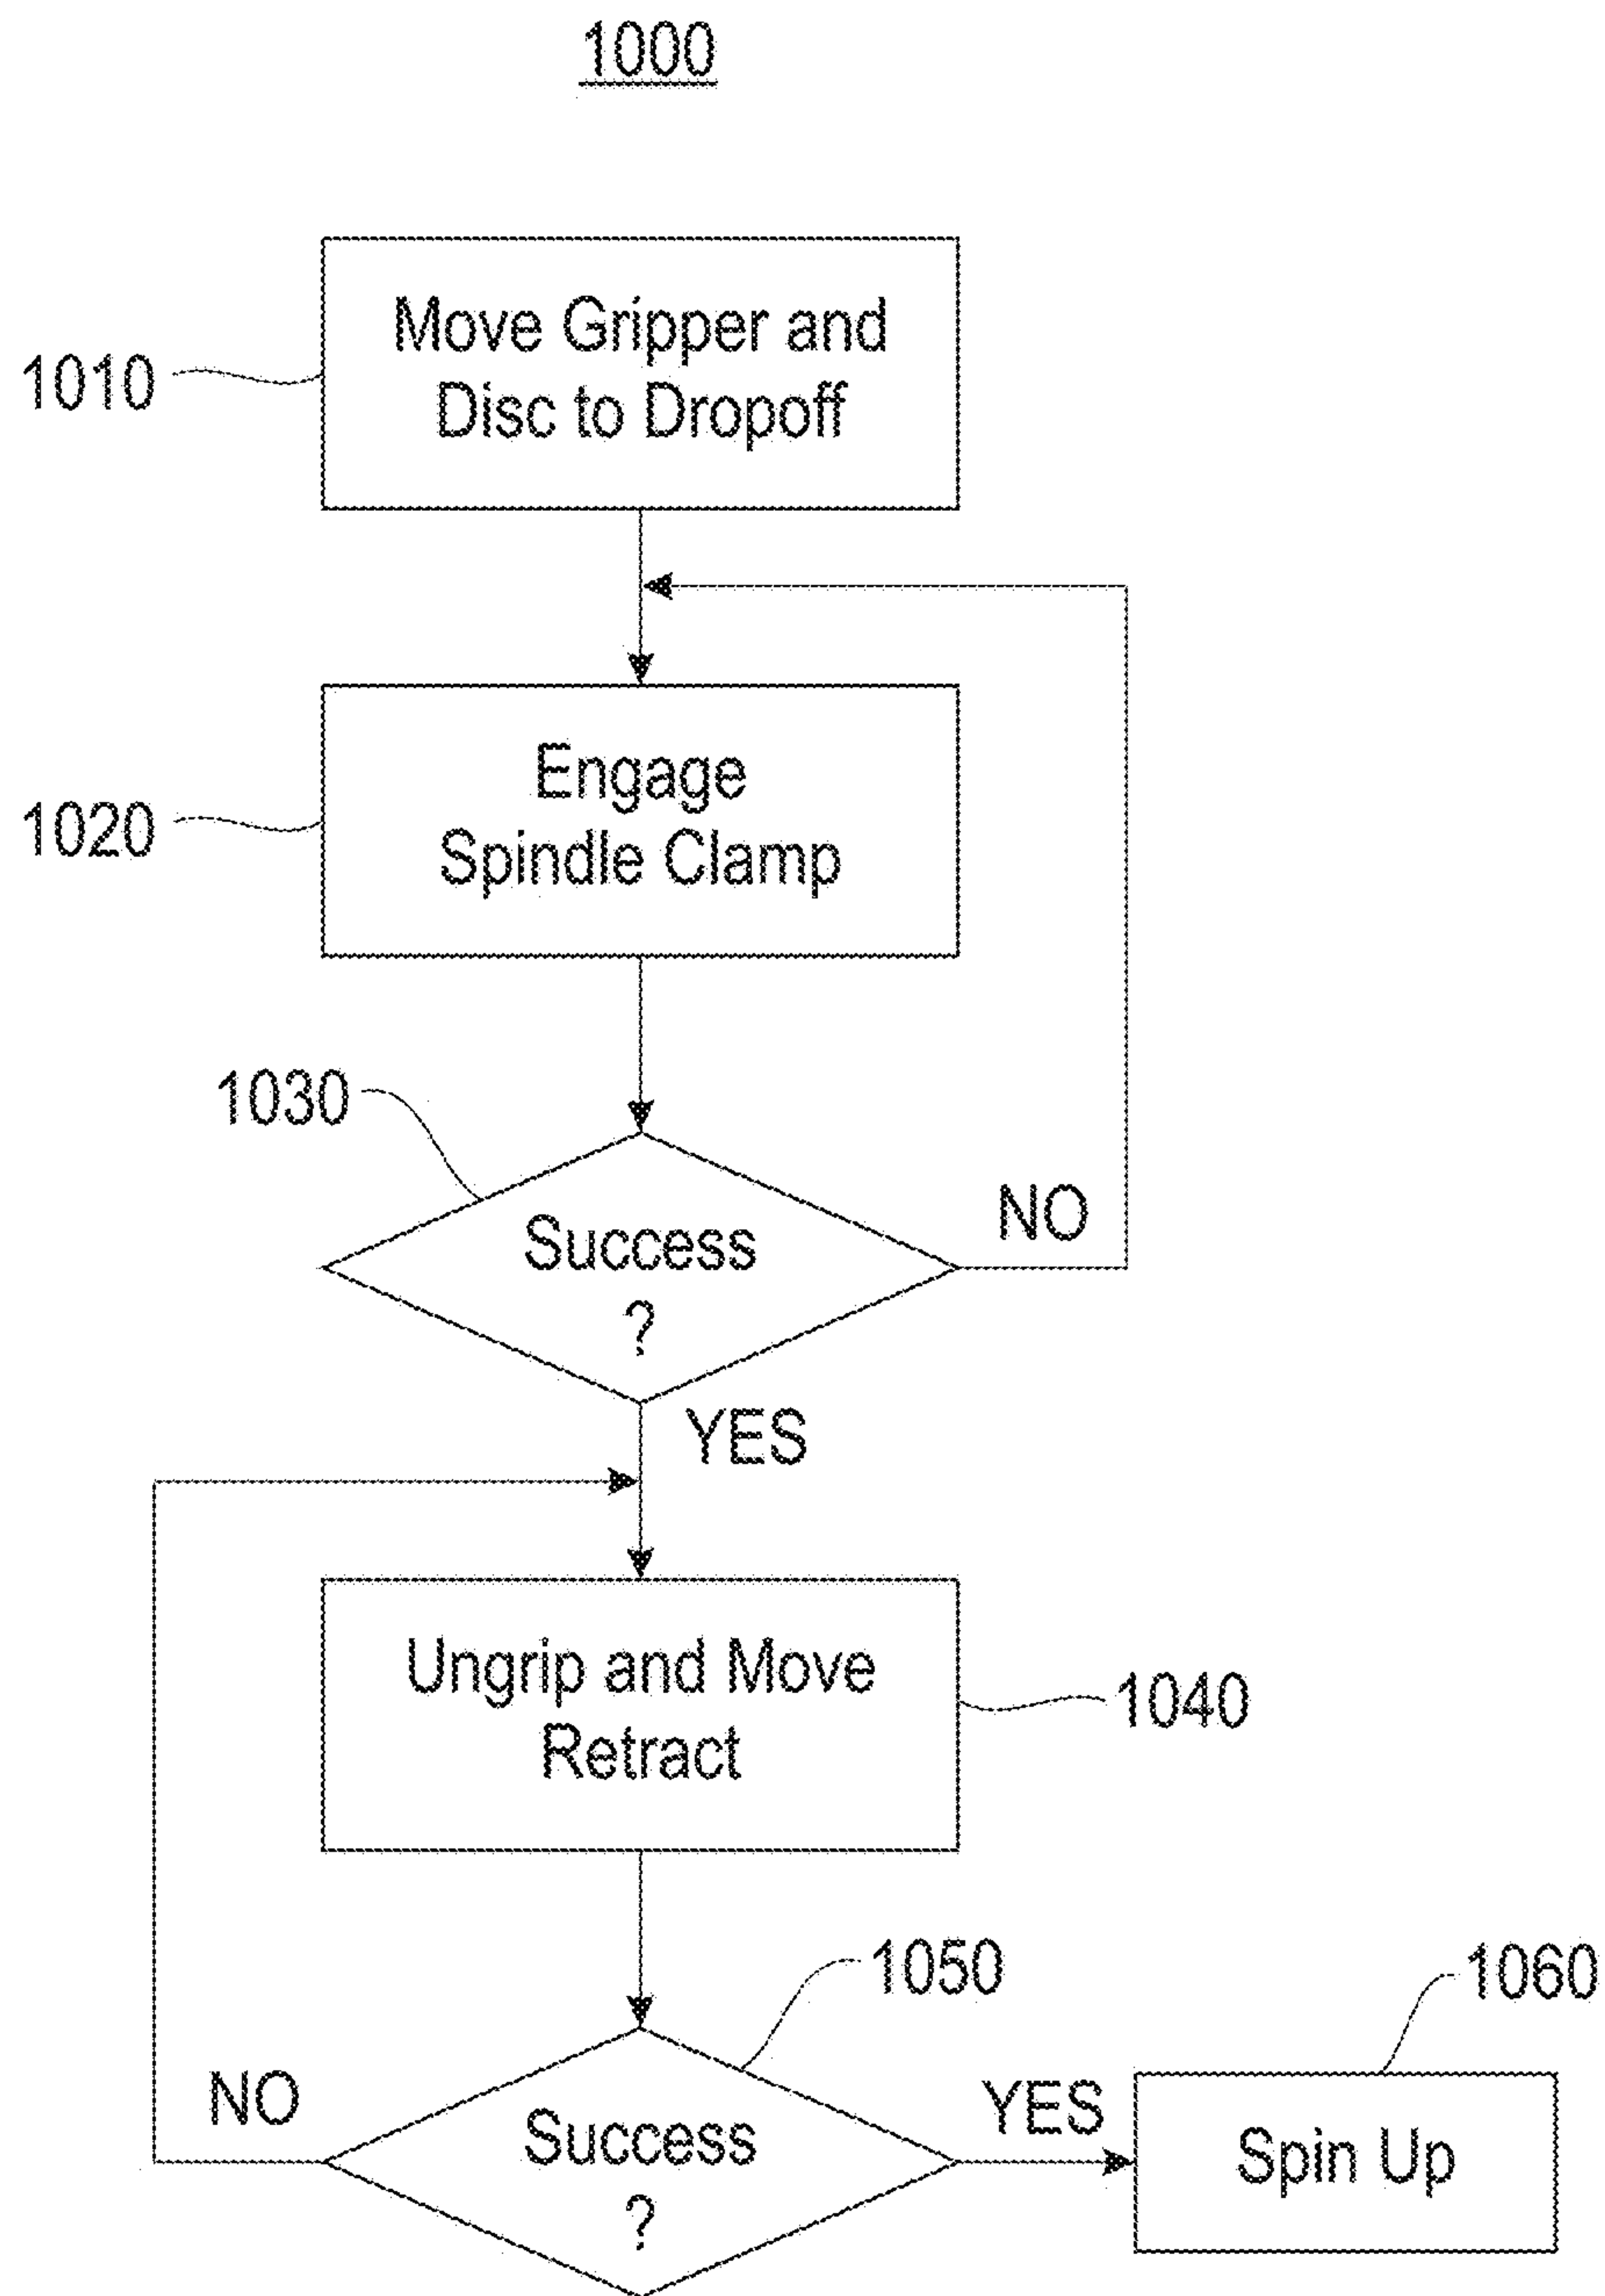 1000
Move Gripper and
Disc to Dropoff
1010
Engage
Spindle Clamp
1020
1030
Success
?
NO
YES
Ungrip and Move
Retract
1040
1050
1060
NO
Success
?
YES
Spin Up